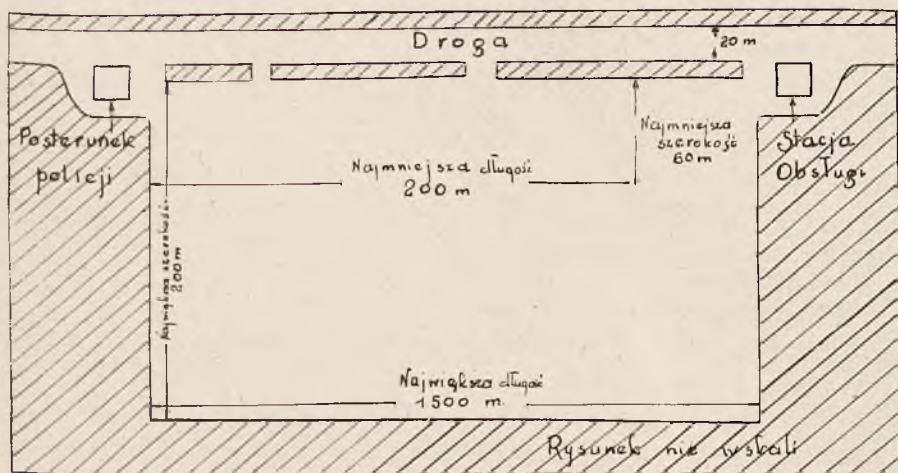 Droga
20 m
Posterunek
policji
Najmniejsza
szerokość
60 m
Stacja
Obsługi
Najmniejsza długość
200 m
Największa szerokość
200 m
Największa długość
1500 m.
Rysunek nie w skali